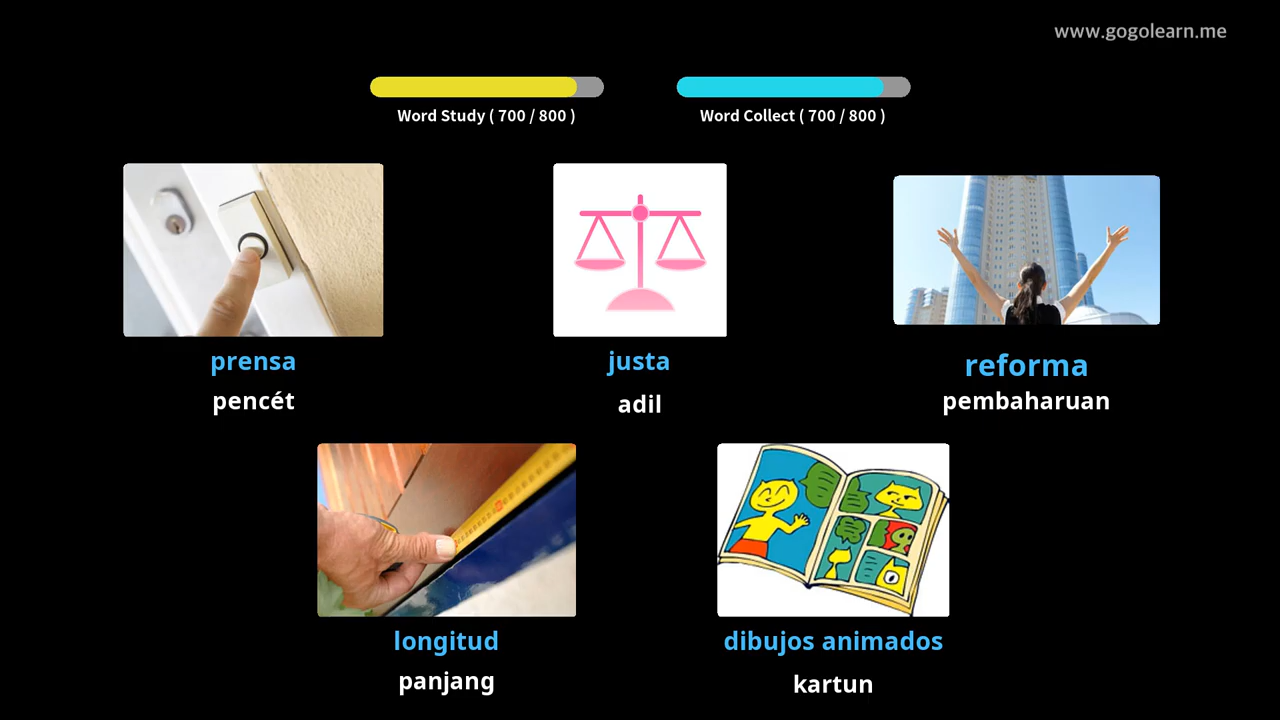 www.gogolearn.me
Word Study ( 700 / 800 )
Word Collect ( 700 / 800 )
prensa
pencét
justa
adil
reforma
pembaharuan
longitud
panjang
dibujos animados
kartun